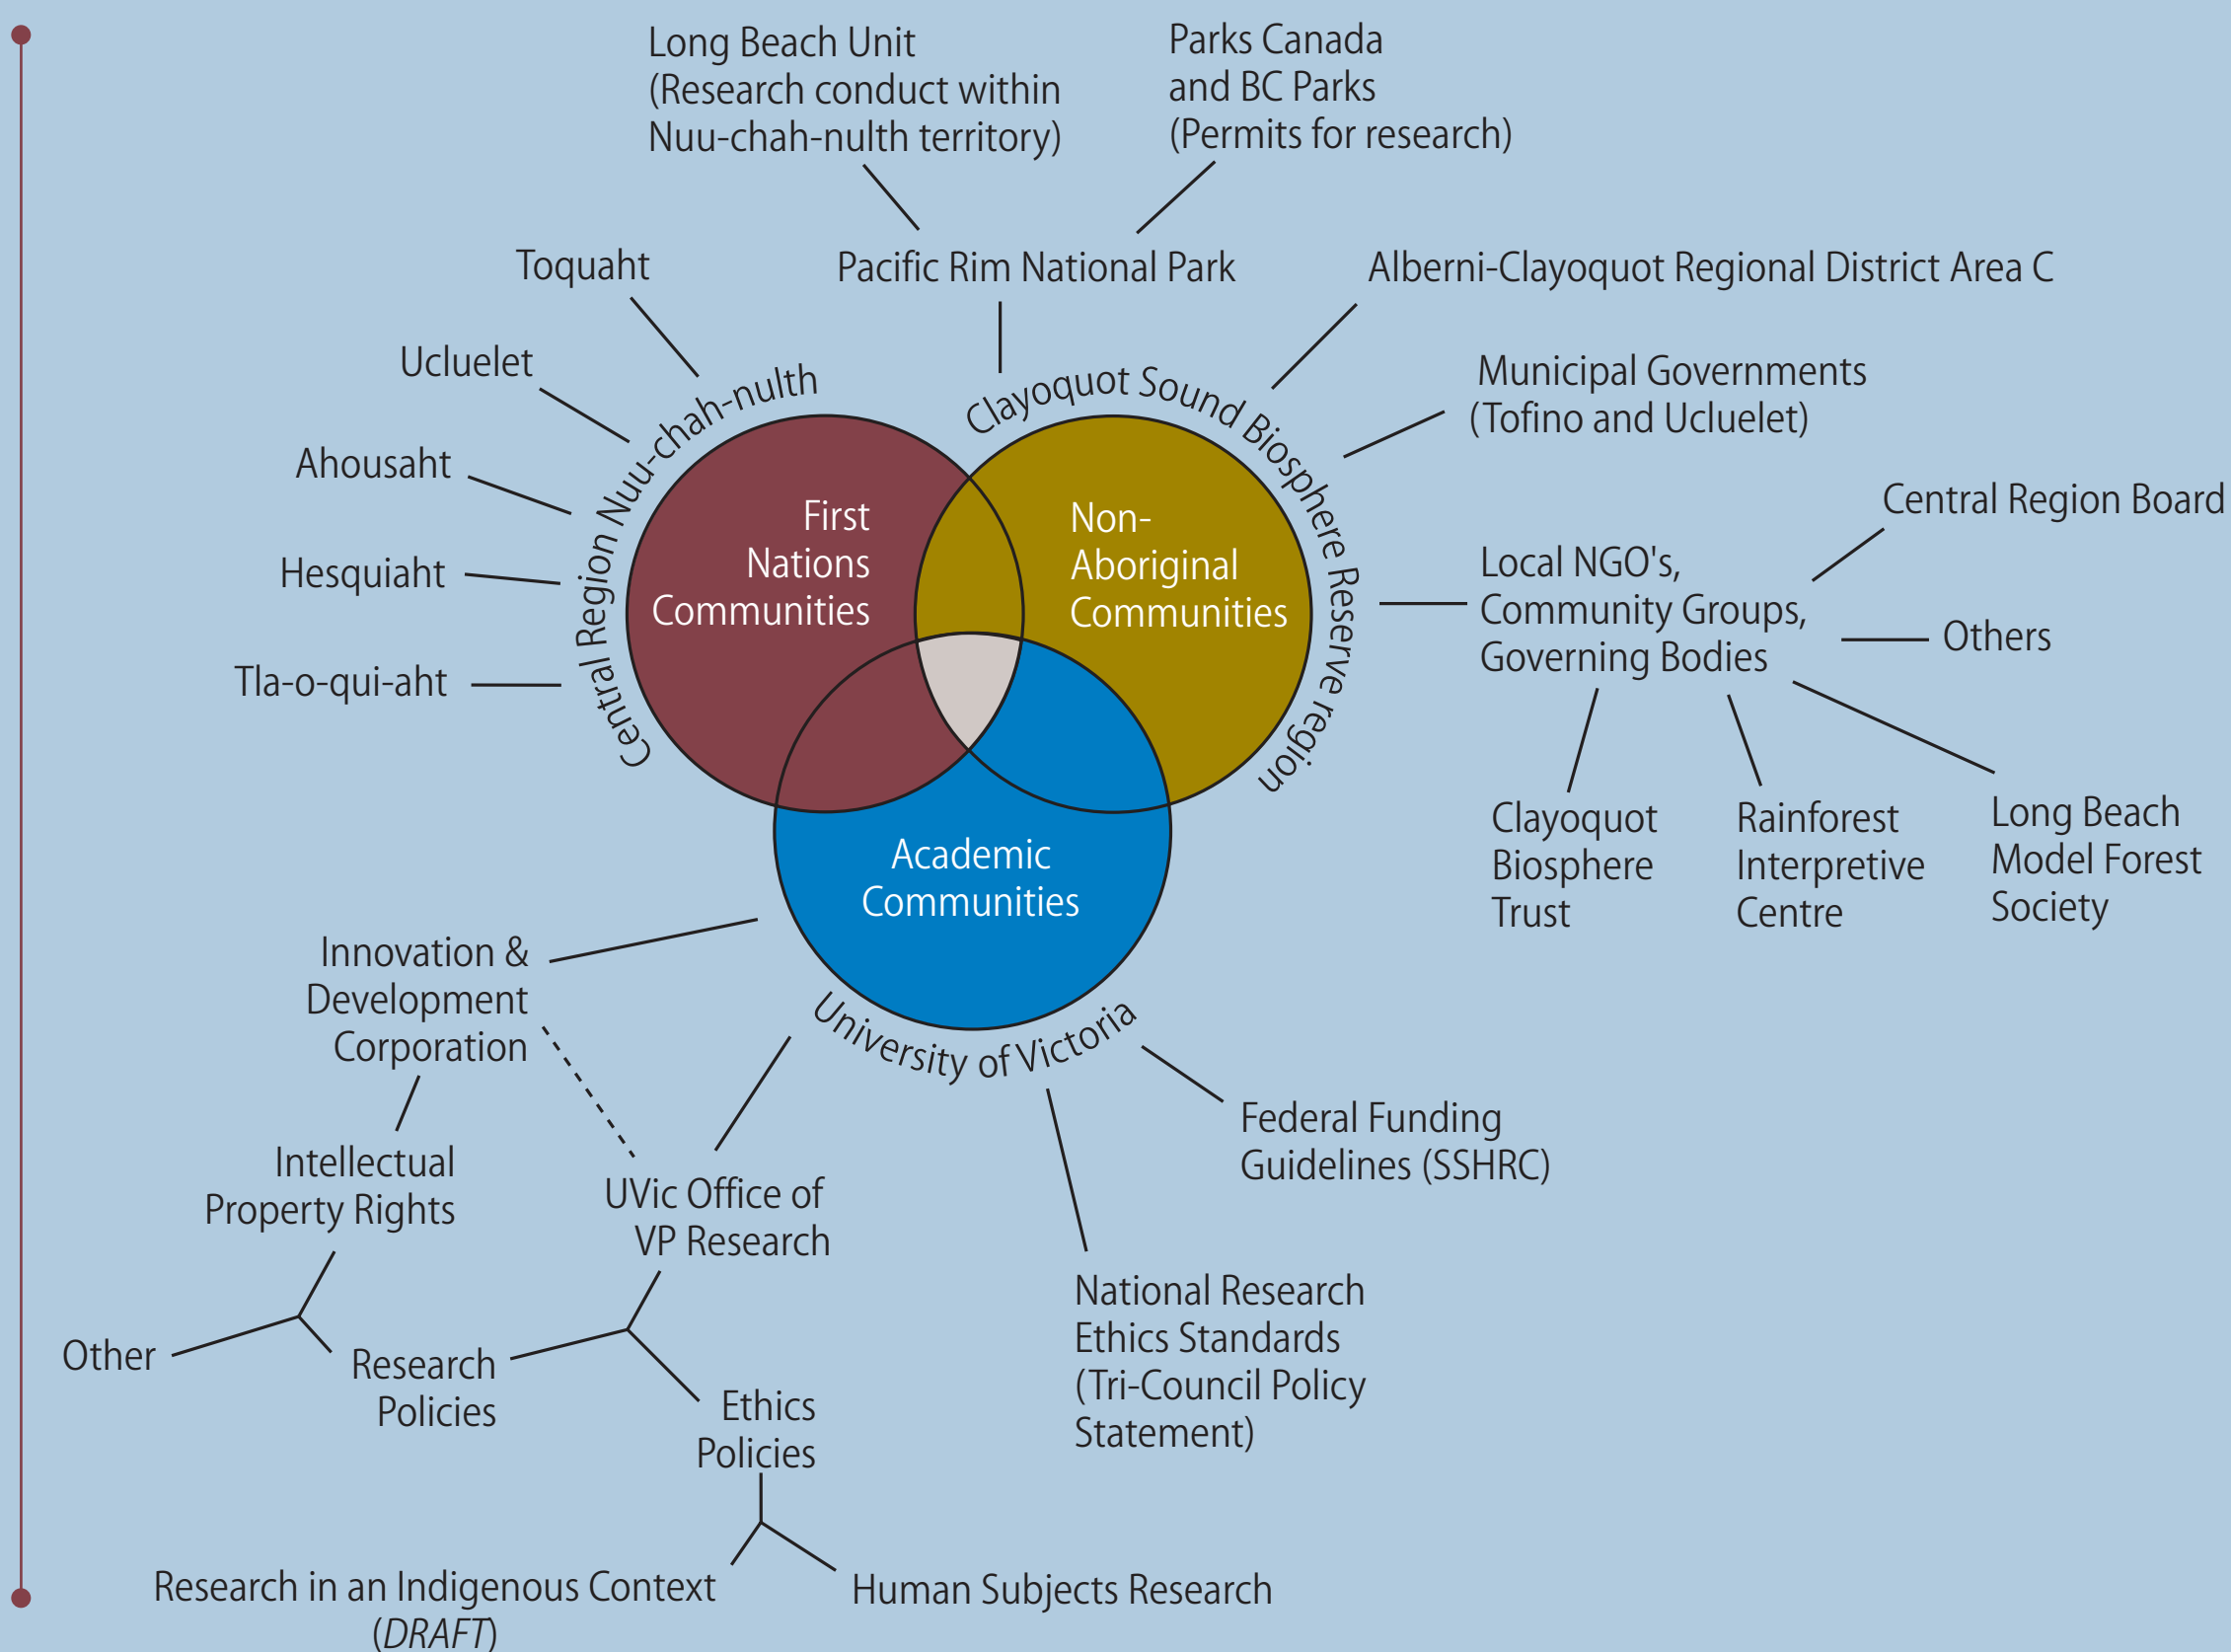 Long Beach Unit
(Research conduct within
Nuu-chah-nulth territory)
Parks Canada
and BC Parks
(Permits for research)
Toquaht
Pacific Rim National Park
Alberni-Clayoquot Regional District Area C
Ucluelet
Municipal Governments
(Tofino and Ucluelet)
Ahousaht
Hesquiaht
Tla-o-qui-aht
Central Region Nuu-chah-nulth
Clayoquot Sound Biosphere Reserve region
First
Nations
Communities
Non-
Aboriginal
Communities
Central Region Board
Local NGO's,
Community Groups,
Governing Bodies
Others
Clayoquot
Biosphere
Trust
Rainforest
Interpretive
Centre
Long Beach
Model Forest
Society
Academic
Communities
University of Victoria
Innovation &
Development
Corporation
Federal Funding
Guidelines (SSHRC)
Intellectual
Property Rights
UVic Office of
VP Research
National Research
Ethics Standards
(Tri-Council Policy
Statement)
Other
Research
Policies
Ethics
Policies
Research in an Indigenous Context
(DRAFT)
Human Subjects Research